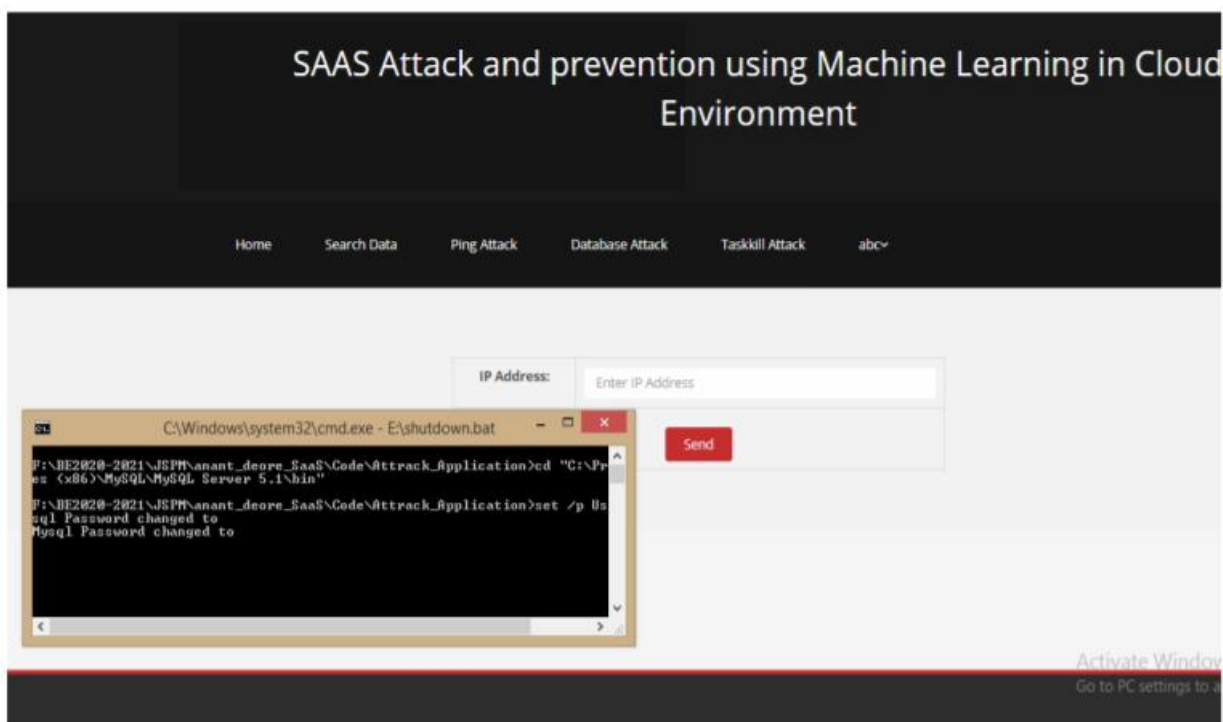 SAAS Attack and prevention using Machine Learning in Cloud
Environment
Home Search Data Ping Attack Database Attack Taskkill Attack abc
IP Address: Enter IP Address
Send
C:\Windows\system32\cmd.exe - E:\shutdown.bat
F:\BE2020-2021\JSPM\anant_deore_SaaS\Code\Attrack_Application>cd "C:\Pr
es (x86)\MySQL\MySQL Server 5.1\bin"
F:\BE2020-2021\JSPM\anant_deore_SaaS\Code\Attrack_Application>set /p Us
sql Password changed to
Mysql Password changed to
Activate Window
Go to PC settings to a